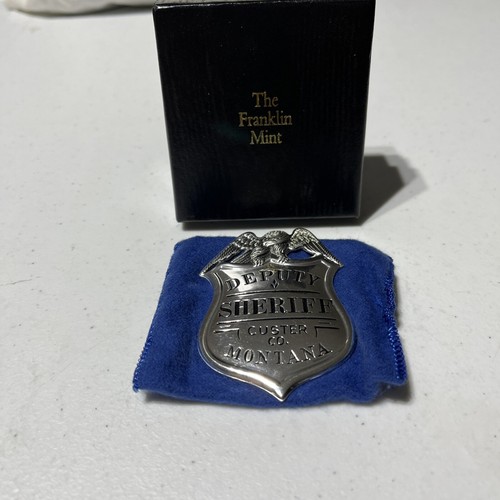 The
Franklin
Mint
DEPUTY
SHERIFF
CUSTER
CO.
MONTANA